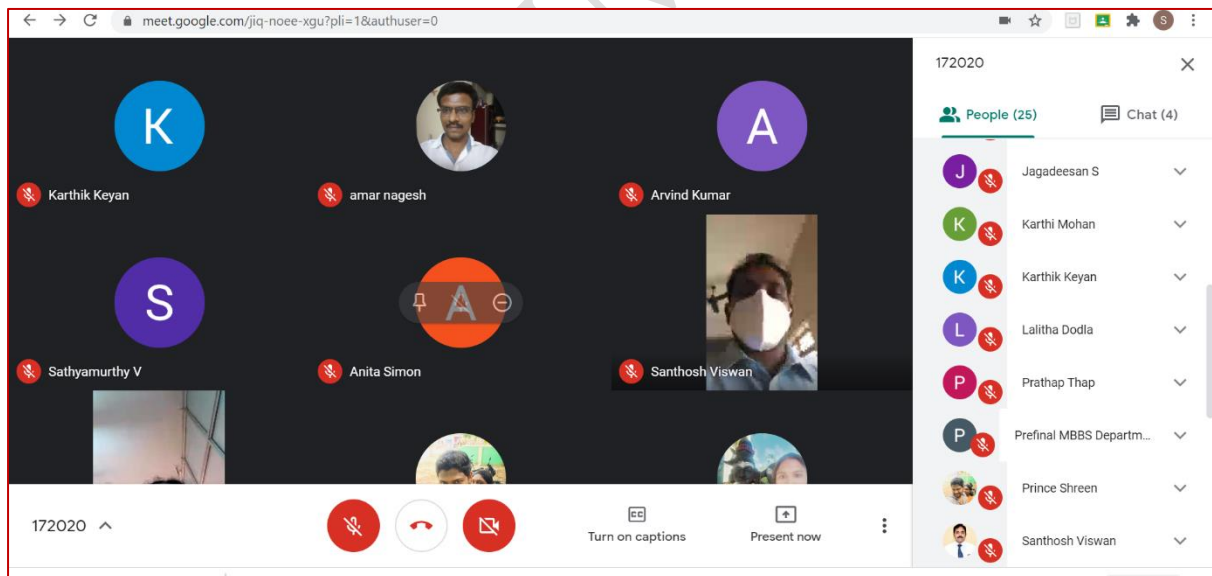 meet.google.com/jiq-noee-xgu?pli=1&authuser=0
S
172020
People (25)
Chat (4)
K
A
Karthik Keyan
amar nagesh
Arvind Kumar
S
A
Sathyamurthy V
Anita Simon
Santhosh Viswan
J
Jagadeesan S
K
Karthi Mohan
K
Karthik Keyan
L
Lalitha Dodla
P
Prathap Thap
P
Prefinal MBBS Departm...
Prince Shreen
Santhosh Viswan
172020
CC
Turn on captions
Present now